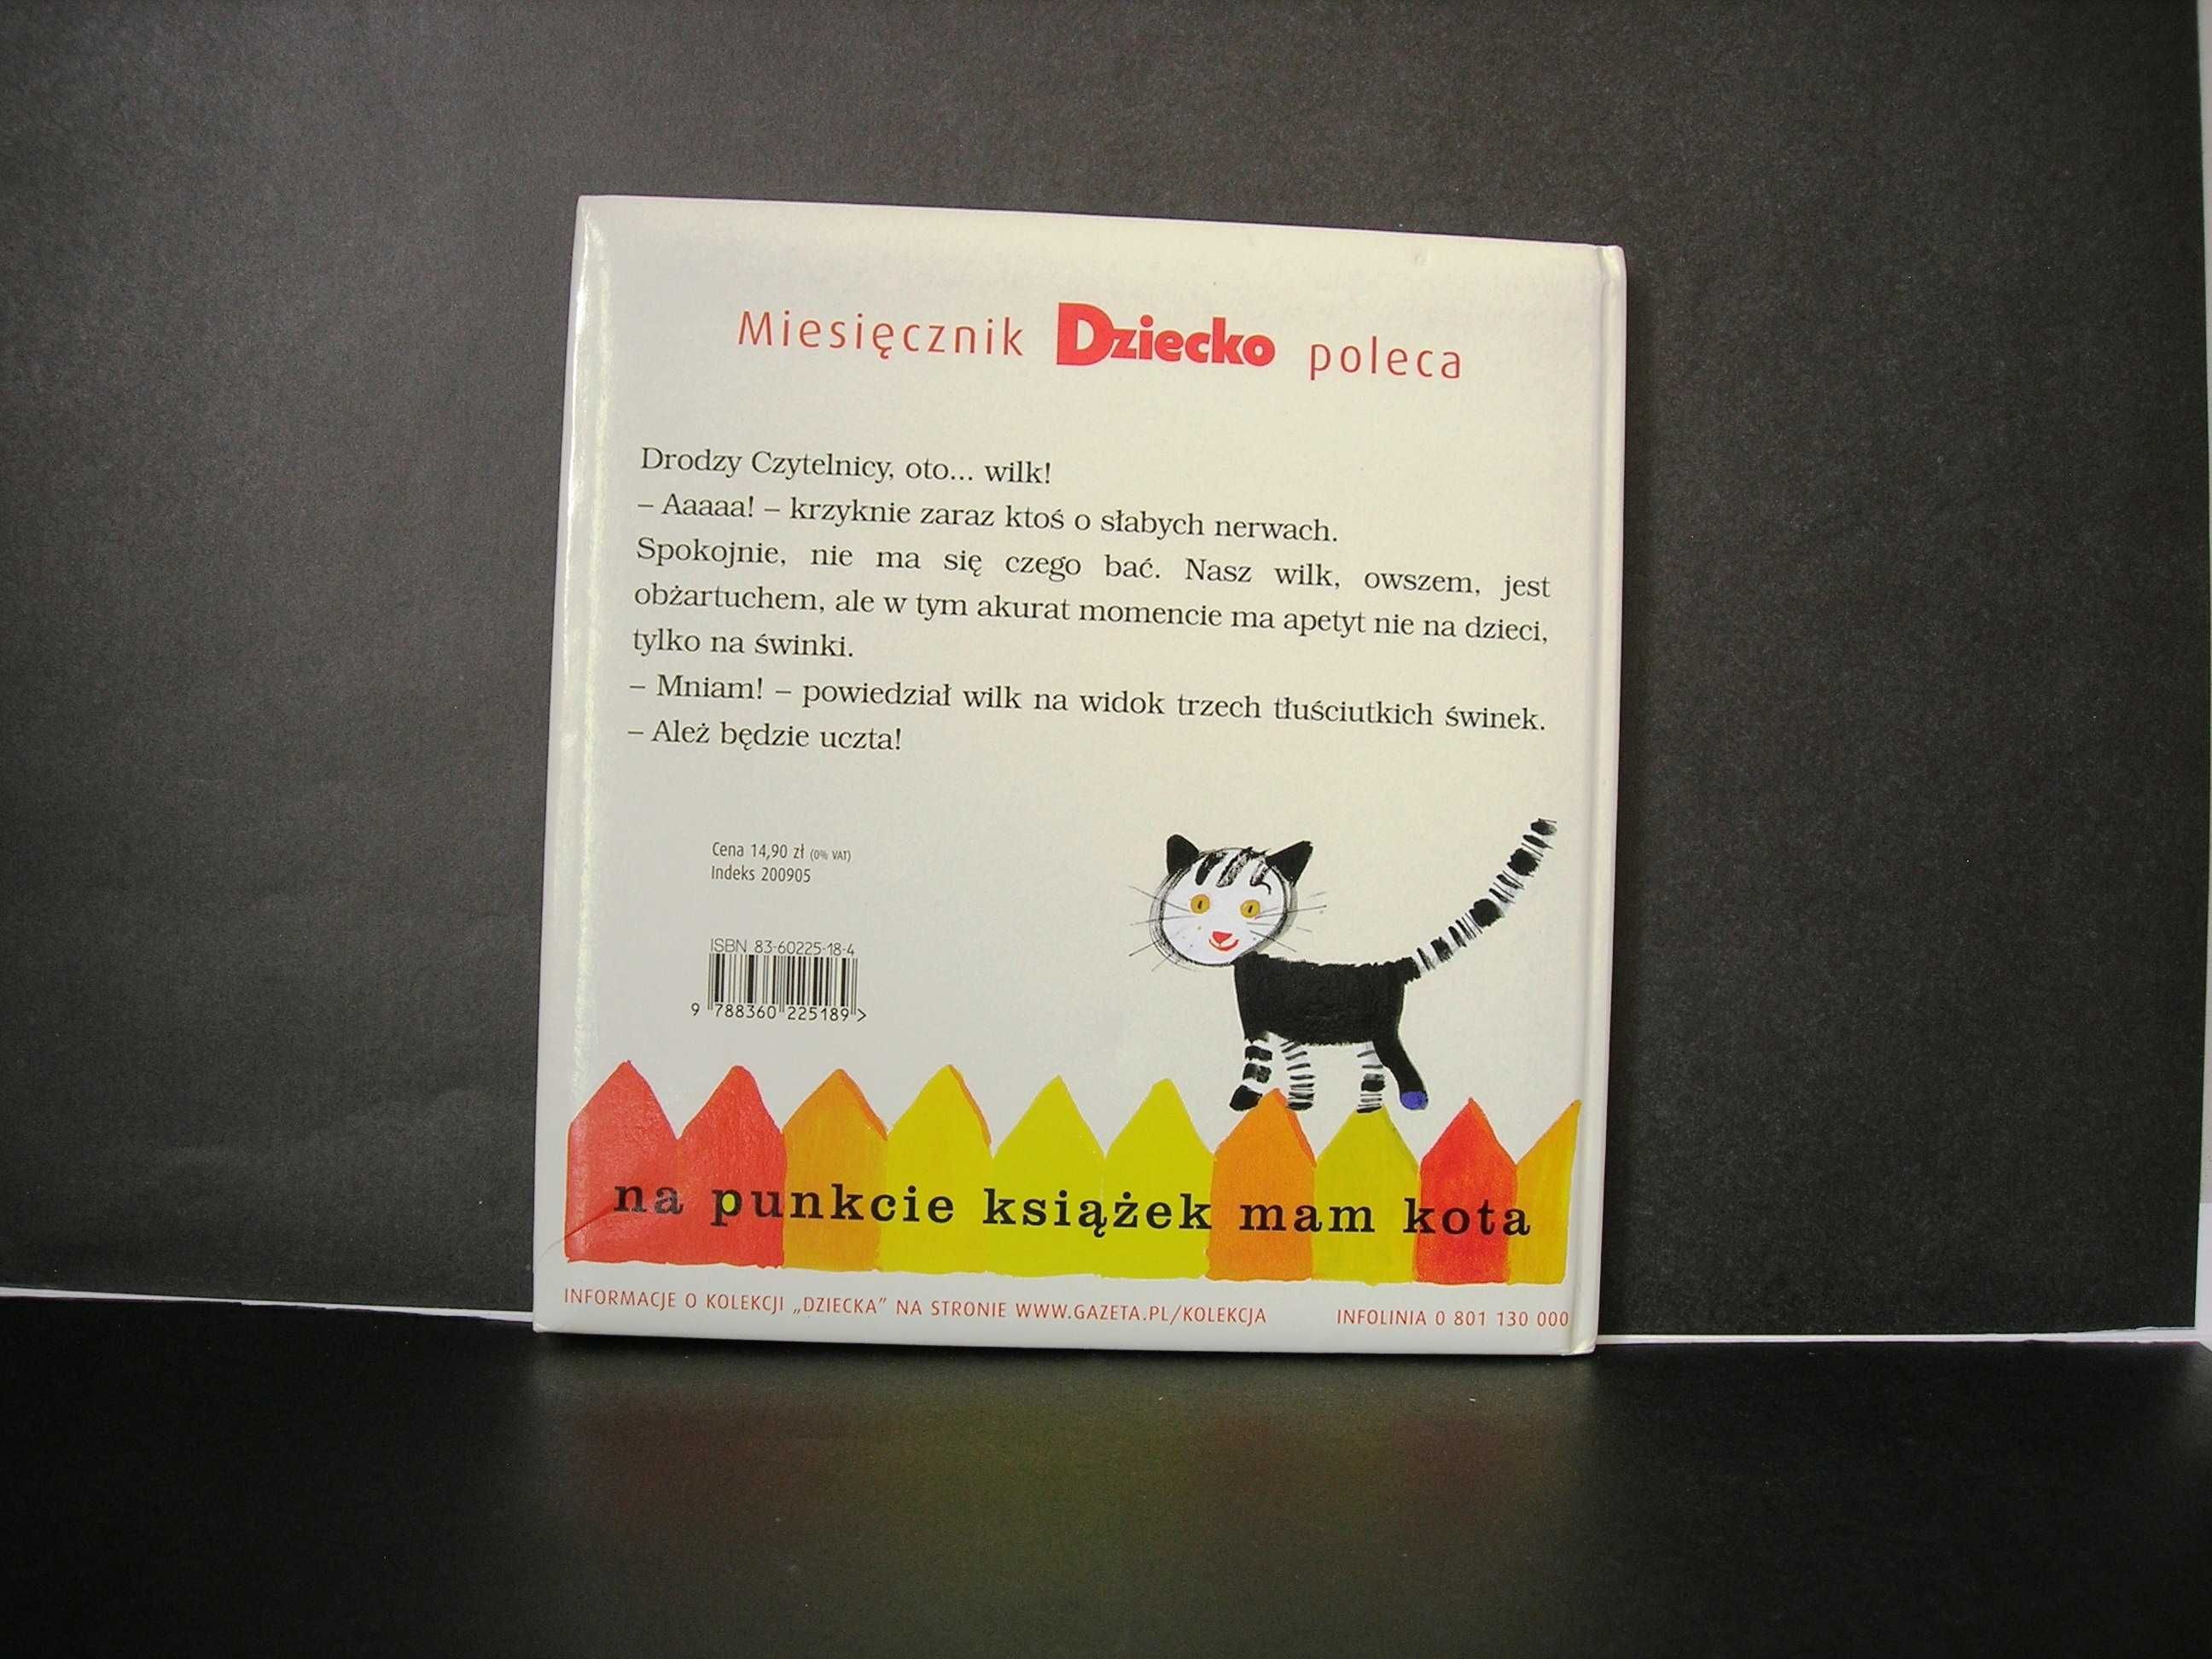 Miesięcznik Dziecko poleca
Drodzy Czytelnicy, oto... wilk!
– Aaaaa! – krzyknie zaraz ktoś o słabych nerwach.
Spokojnie, nie ma się czego bać. Nasz wilk, owszem, jest
obżartuchem, ale w tym akurat momencie ma apetyt nie na dzieci,
tylko na świnki.
– Mniam! – powiedział wilk na widok trzech tłuściutkich świnek.
– Ależ będzie uczta!
Cena 14,90 zł (0% VAT)
Indeks 200905
ISBN 83-60225-18-4
9 788360 225189 >
na punkcie książek mam kota
INFORMACJE O KOLEKCJI „DZIECKA” NA STRONIE WWW.GAZETA.PL/KOLEKCJA INFOLINIA 0 801 130 000